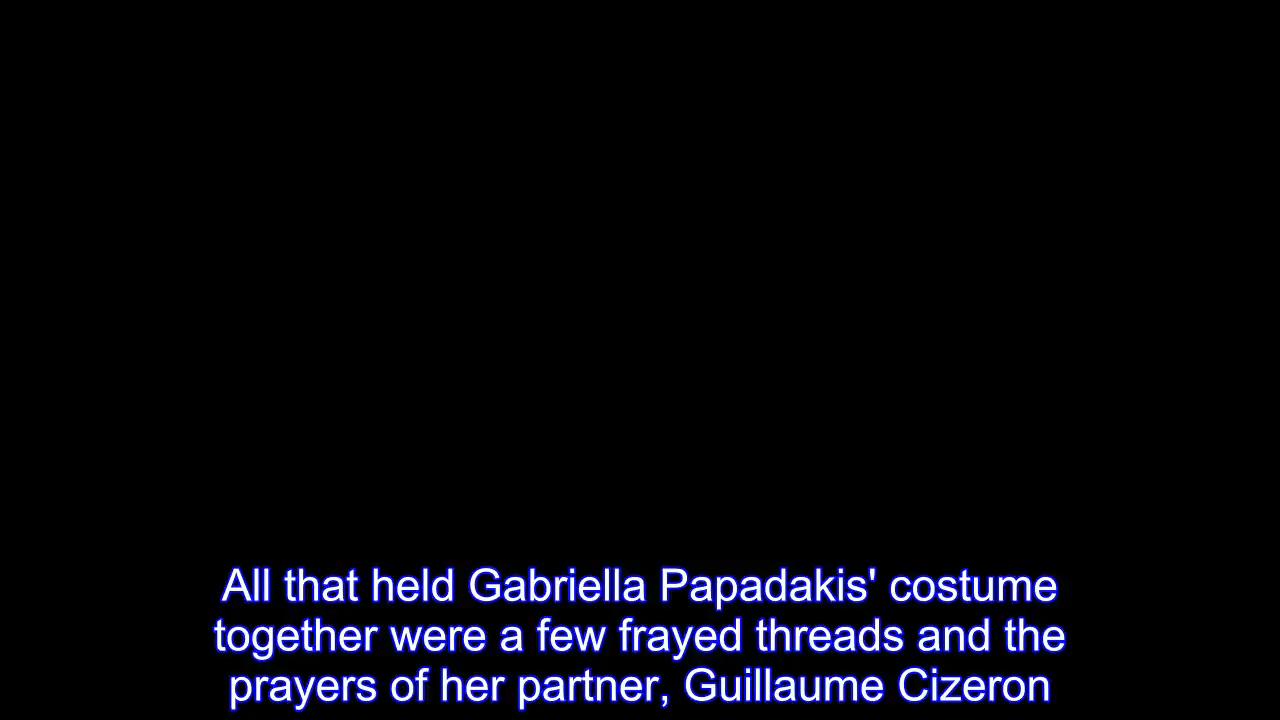 All that held Gabriella Papadakis' costume
together were a few frayed threads and the
prayers of her partner, Guillaume Cizeron